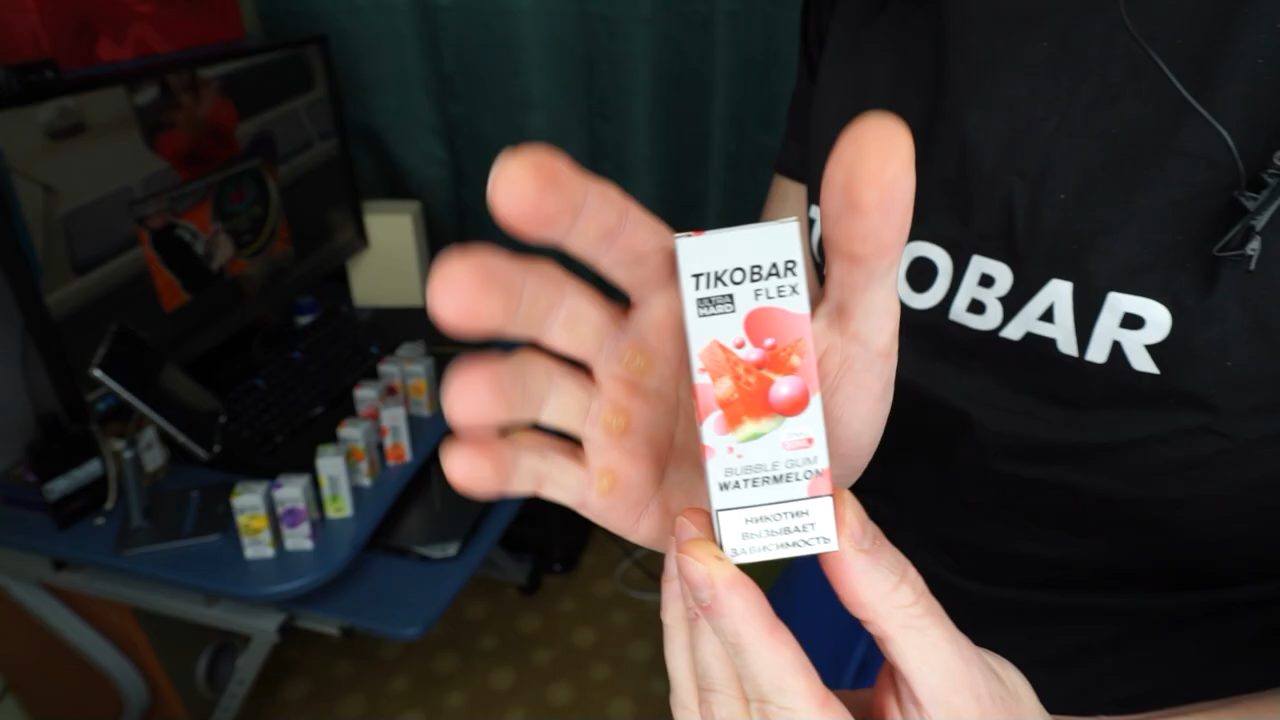 TIKOBAR
FLEX
ULTRA
HARD
BUBBLE GUM
WATERMELON
НИКОТИН
ВЫЗЫВАЕТ
ЗАВИСИМОСТЬ
OBAR